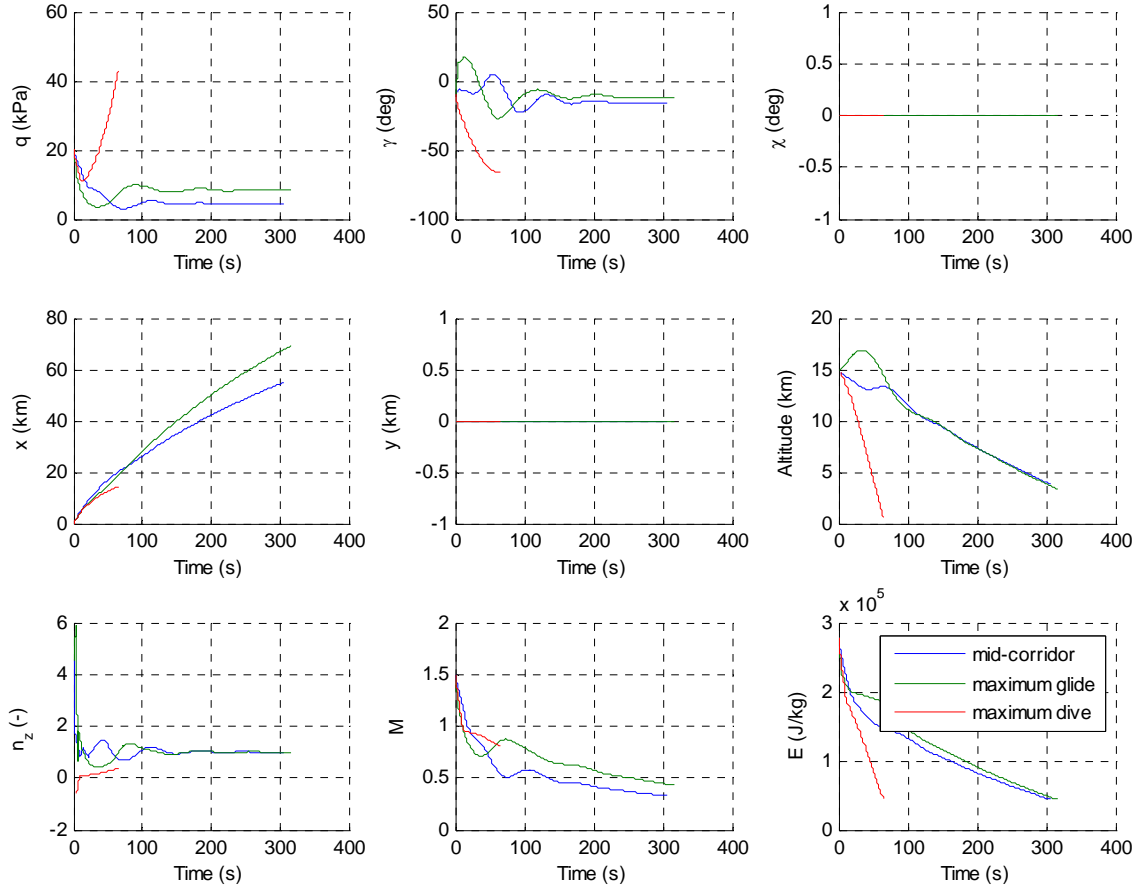 60
40
20
0
0 100 200 300 400
q (kPa)
Time (s)
50
0
-50
-100
0 100 200 300 400
γ (deg)
Time (s)
1
0.5
0
-0.5
-1
0 100 200 300 400
χ (deg)
Time (s)
80
60
40
20
0
0 100 200 300 400
x (km)
Time (s)
1
0.5
0
-0.5
-1
0 100 200 300 400
y (km)
Time (s)
20
15
10
5
0
0 100 200 300 400
Altitude (km)
Time (s)
6
4
2
0
-2
0 100 200 300 400
n_z (-)
Time (s)
2
1.5
1
0.5
0
0 100 200 300 400
M
Time (s)
x 10^5
3
2
1
0
0 100 200 300 400
E (J/kg)
Time (s)
mid-corridor
maximum glide
maximum dive